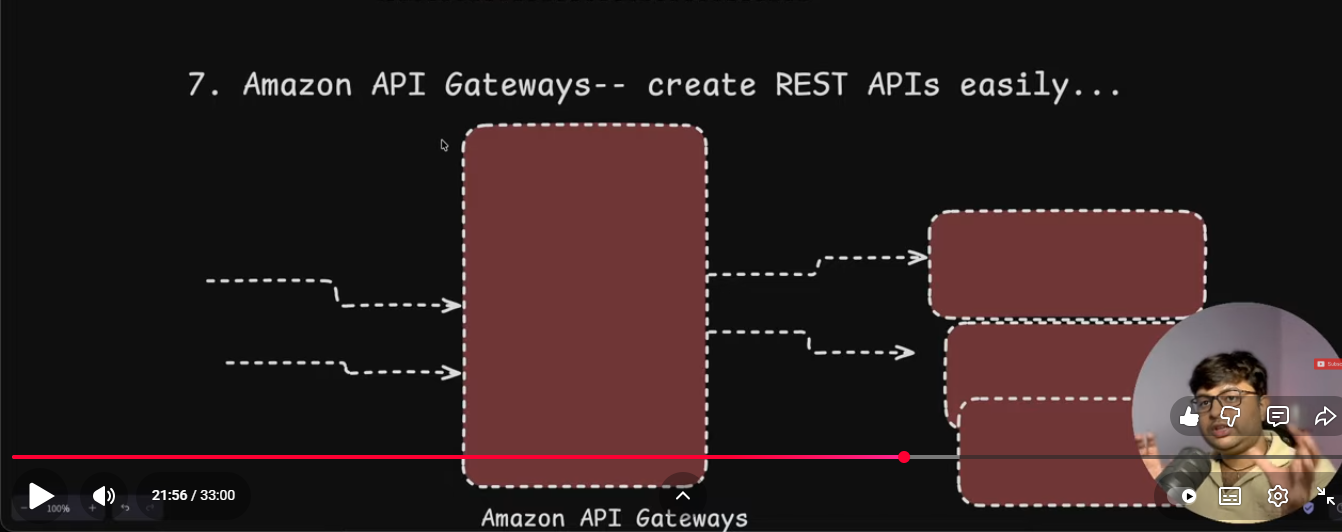 7. Amazon API Gateways-- create REST APIs easily...
21:56 / 33:00
100%
Amazon API Gateways